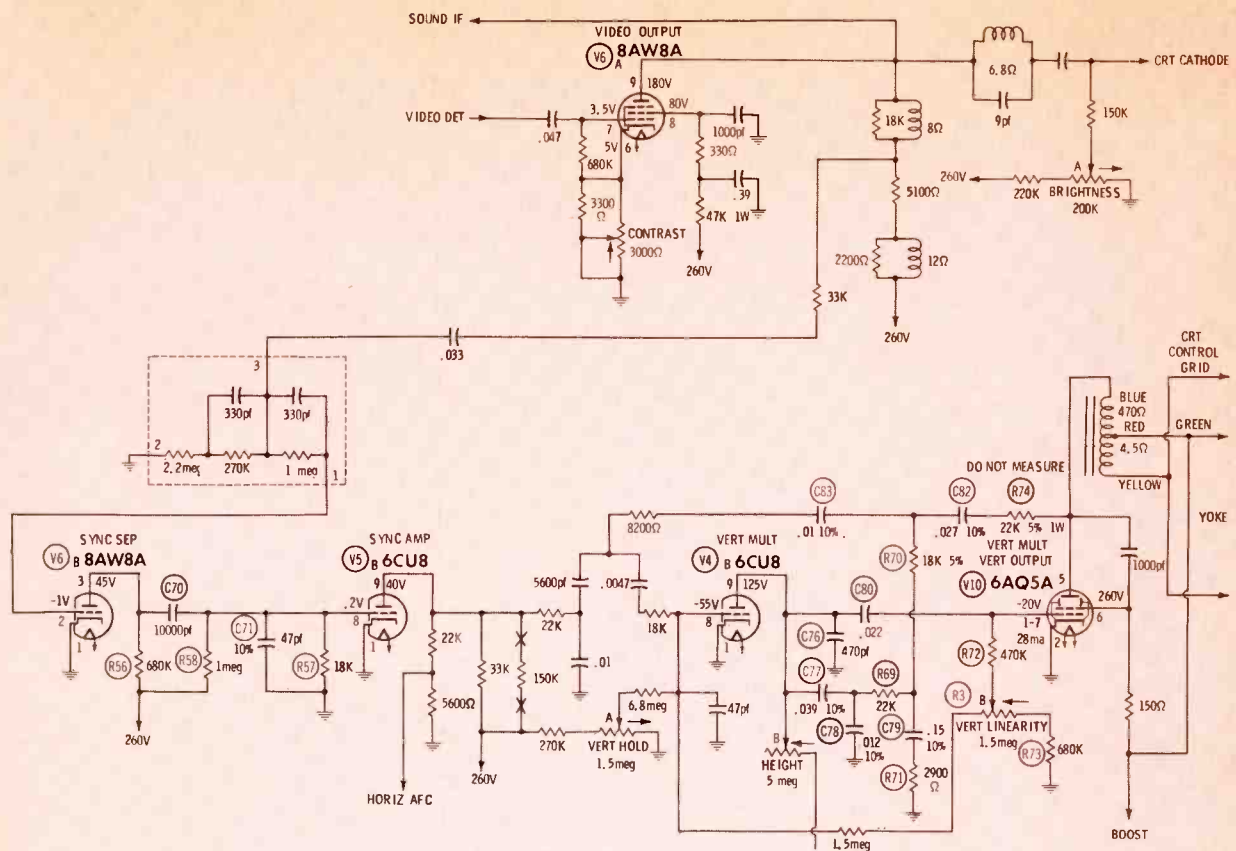 SOUND IF
VIDEO OUTPUT
V6 A 8AW8A
9 180V
6.8Ω
9pf
CRT CATHODE
VIDEO DET
.047
3.5V
7
5V
6
80V
8
1000pf
680K
330Ω
.39
3300
Ω
47K 1W
CONTRAST
3000Ω
260V
18K
8Ω
5100Ω
2200Ω
12Ω
260V
33K
150K
A
260V
220K
BRIGHTNESS
200K
.033
3
330pf
330pf
2
2.2meg
270K
1 meg
1
CRT
CONTROL
GRID
BLUE
470Ω
RED
4.5Ω
GREEN
YELLOW
YOKE
DO NOT MEASURE
C83
.01 10%
C82
.027 10%
R74
22K 5% 1W
8200Ω
R70
18K 5%
1000pf
SYNC SEP
V6 B 8AW8A
3 45V
-1V
2
1
C70
10000pf
R56
680K
R58
1meg
C71
47pf
10%
R57
18K
260V
SYNC AMP
V5 B 6CU8
9 40V
.2V
8
1
22K
5600Ω
HORIZ AFC
33K
150K
260V
22K
5600pf
.0047
.01
18K
6.8meg
270K
A
VERT HOLD
1.5meg
47pf
VERT MULT
V4 B 6CU8
9 125V
-55V
8
1
C80
.022
C76
470pf
C77
.039 10%
R69
22K
C78
.012
10%
C79
.15
10%
R71
2900
Ω
B
HEIGHT
5 meg
1.5meg
VERT MULT
VERT OUTPUT
V10 6AQ5A
5
-20V
1-7
28ma
2
260V
6
R72
470K
R3
B
VERT LINEARITY
1.5meg
R73
680K
150Ω
BOOST